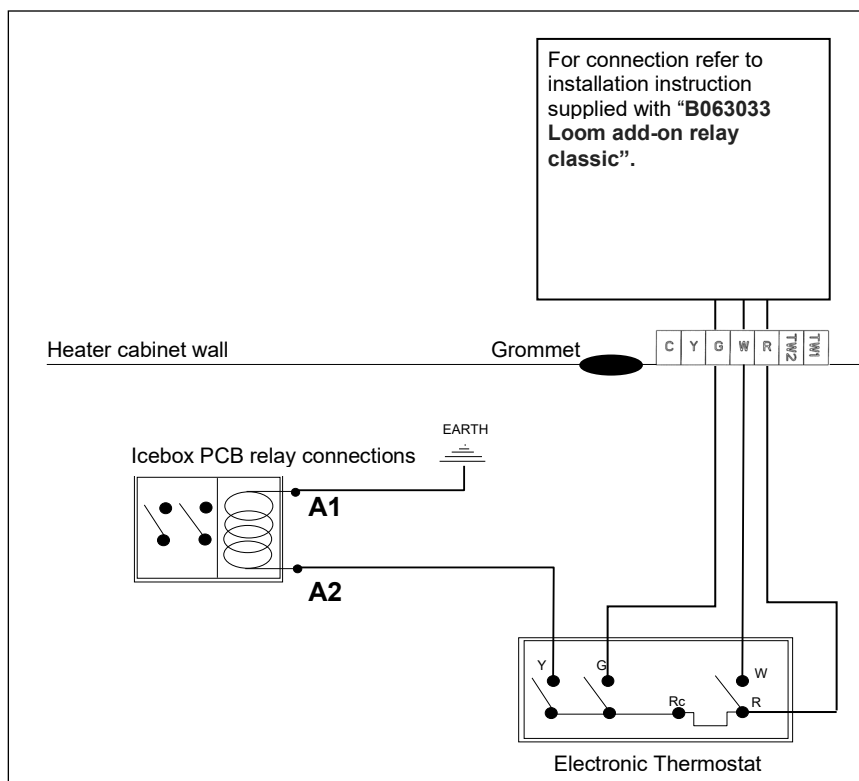 For connection refer to
installation instruction
supplied with “B063033
Loom add-on relay
classic”.
C Y G W R TW2 TW1
Heater cabinet wall
Grommet
EARTH
Icebox PCB relay connections
A1
A2
Y
G
W
Rc
R
Electronic Thermostat